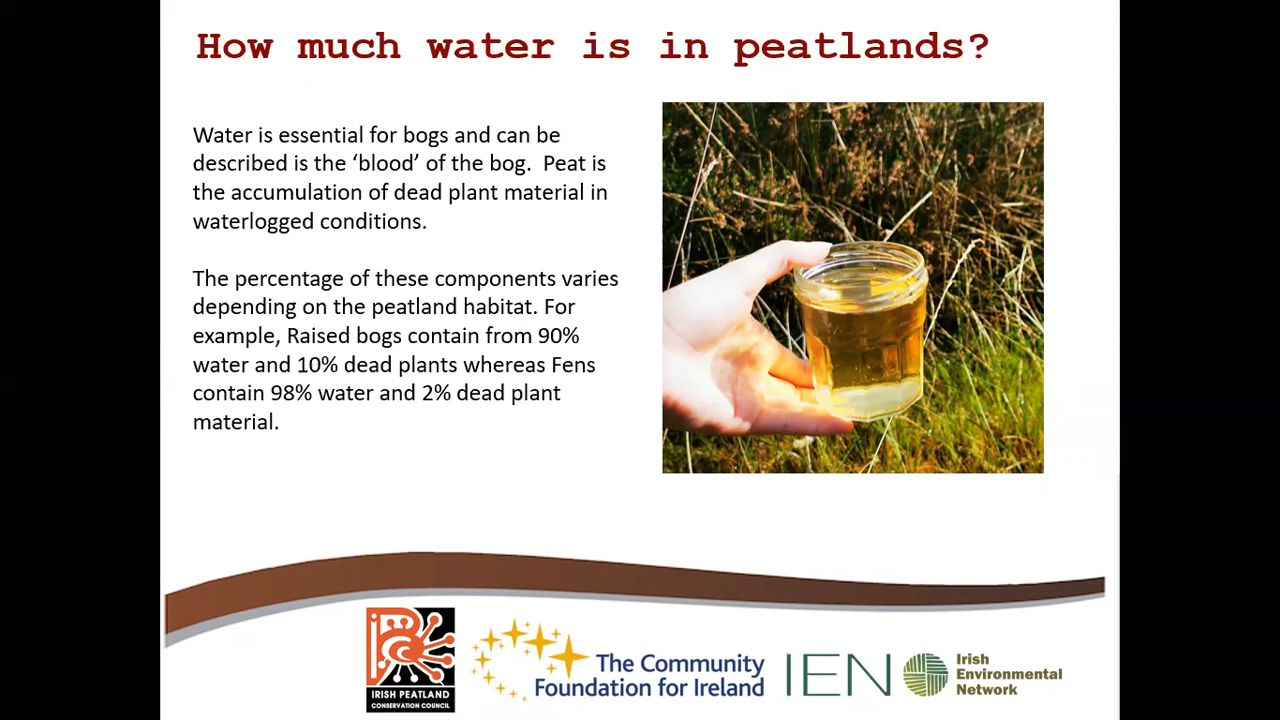 How much water is in peatlands?
Water is essential for bogs and can be
described is the ‘blood’ of the bog.  Peat is
the accumulation of dead plant material in
waterlogged conditions.
The percentage of these components varies
depending on the peatland habitat. For
example, Raised bogs contain from 90%
water and 10% dead plants whereas Fens
contain 98% water and 2% dead plant
material.
IRISH PEATLAND
CONSERVATION COUNCIL
The Community
Foundation for Ireland
IEN
Irish
Environmental
Network